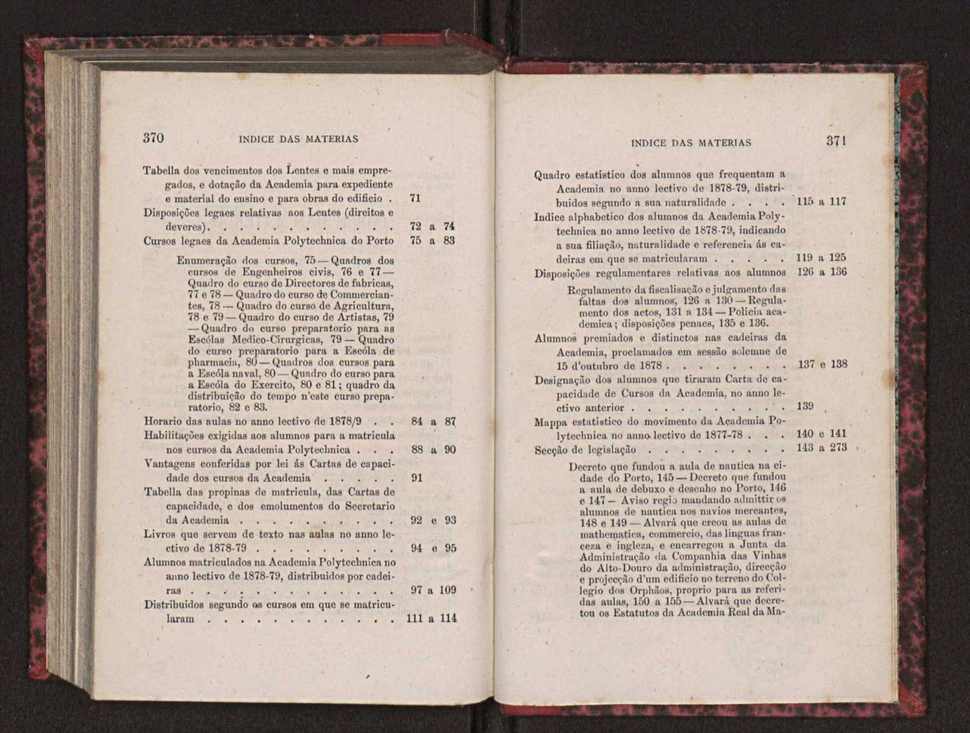 370 INDICE DAS MATERIAS
Tabella dos vencimentos dos Lentes e mais empre-
gados, e dotação da Academia para expediente
e material do ensino e para obras do edificio . 71
Disposições legaes relativas aos Lentes (direitos e
deveres). . . . . . . . . . . . . 72 a 74
Cursos legaes da Academia Polytechnica do Porto 75 a 83
Enumeração dos cursos, 75 — Quadros dos
cursos de Engenheiros civis, 76 e 77 —
Quadro do curso de Directores de fabricas,
77 e 78 — Quadro do curso de Commercian-
tes, 78 — Quadro do curso de Agricultura,
78 e 79 — Quadro do curso de Artistas, 79
— Quadro do curso preparatorio para as
Escólas Medico-Cirurgicas, 79 — Quadro
do curso preparatorio para a Escóla de
pharmacia, 80 — Quadros dos cursos para
a Escóla naval, 80 — Quadro do curso para
a Escóla do Exercito, 80 e 81; quadro da
distribuição do tempo n'este curso prepa-
ratorio, 82 e 83.
Horario das aulas no anno lectivo de 1878/9 . . 84 a 87
Habilitações exigidas aos alumnos para a matricula
nos cursos da Academia Polytechnica . . . 88 a 90
Vantagens conferidas por lei ás Cartas de capaci-
dade dos cursos da Academia . . . . . 91
Tabella das propinas de matricula, das Cartas de
capacidade, e dos emolumentos do Secretario
da Academia . . . . . . . . . . 92 e 93
Livros que servem de texto nas aulas no anno le-
ctivo de 1878-79 . . . . . . . . . 94 e 95
Alumnos matriculados na Academia Polytechnica no
anno lectivo de 1878-79, distribuidos por cadei-
ras . . . . . . . . . . . . . 97 a 109
Distribuidos segundo os cursos em que se matricu-
laram . . . . . . . . . . . . 111 a 114
INDICE DAS MATERIAS 371
Quadro estatistico dos alumnos que frequentam a
Academia no anno lectivo de 1878-79, distri-
buidos segundo a sua naturalidade . . . . 115 a 117
Indice alphabetico dos alumnos da Academia Poly-
technica no anno lectivo de 1878-79, indicando
a sua filiação, naturalidade e referencia ás ca-
deiras em que se matricularam . . . . . 119 a 125
Disposições regulamentares relativas aos alumnos 126 a 136
Regulamento da fiscalisação e julgamento das
faltas dos alumnos, 126 a 130 — Regula-
mento dos actos, 131 a 134 — Policia aca-
demica; disposições penaes, 135 e 136.
Alumnos premiados e distinctos nas cadeiras da
Academia, proclamados em sessão solemne de
15 d'outubro de 1878 . . . . . . . . 137 e 138
Designação dos alumnos que tiraram Carta de ca-
pacidade de Cursos da Academia, no anno le-
ctivo anterior . . . . . . . . . . 139
Mappa estatistico do movimento da Academia Po-
lytechnica no anno lectivo de 1877-78 . . . 140 e 141
Secção de legislação . . . . . . . . . 143 a 273
Decreto que fundou a aula de nautica na ci-
dade do Porto, 145 — Decreto que fundou
a aula de debuxo e desenho no Porto, 146
e 147 — Aviso regio mandando admittir os
alumnos de nautica nos navios mercantes,
148 e 149 — Alvará que creou as aulas de
mathematica, commercio, das linguas fran-
ceza e ingleza, e encarregou a Junta da
Administração da Companhia das Vinhas
do Alto-Douro da administração, direcção
e projecção d'um edificio no terreno do Col-
legio dos Orphãos, proprio para as referi-
das aulas, 150 a 155 — Alvará que decre-
tou os Estatutos da Academia Real da Ma-